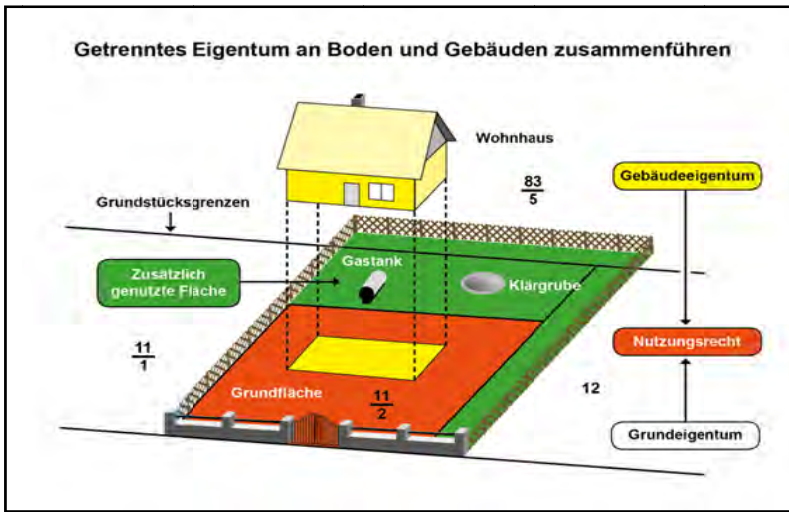 Getrenntes Eigentum an Boden und Gebäuden zusammenführen
Wohnhaus
83
5
Gebäudeeigentum
Grundstücksgrenzen
Gastank
Zusätzlich
genutzte Fläche
Klärgrube
11
1
Nutzungsrecht
Grundfläche
11
2
12
Grundeigentum